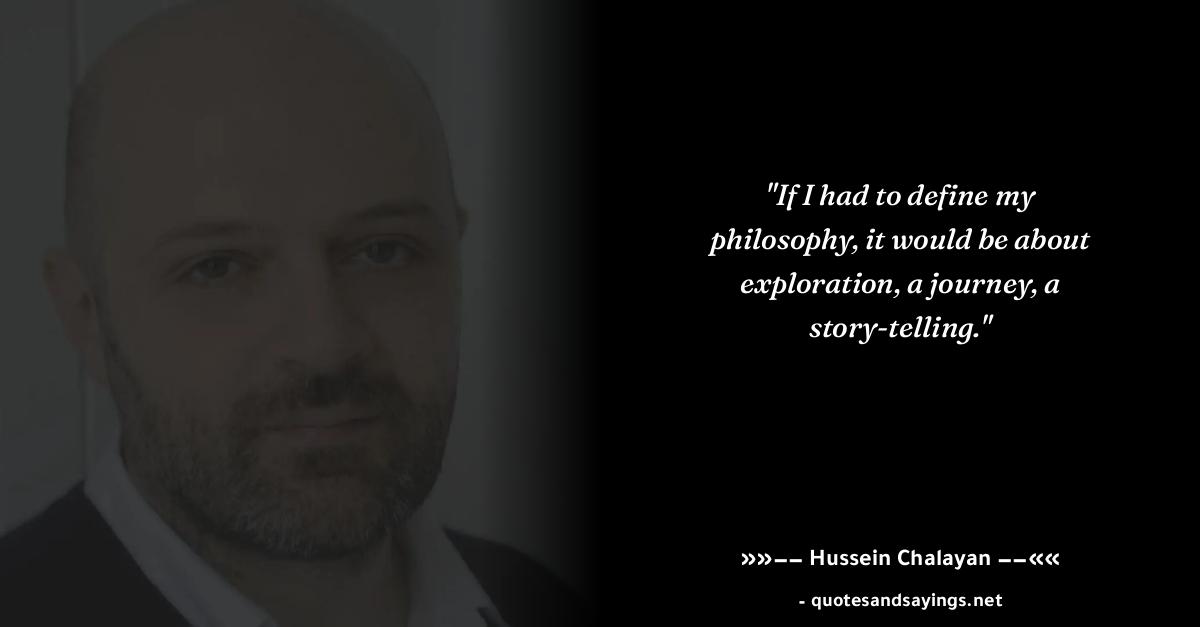 "If I had to define my
philosophy, it would be about
exploration, a journey, a
story-telling."
»»–– Hussein Chalayan ––««
- quotesandsayings.net